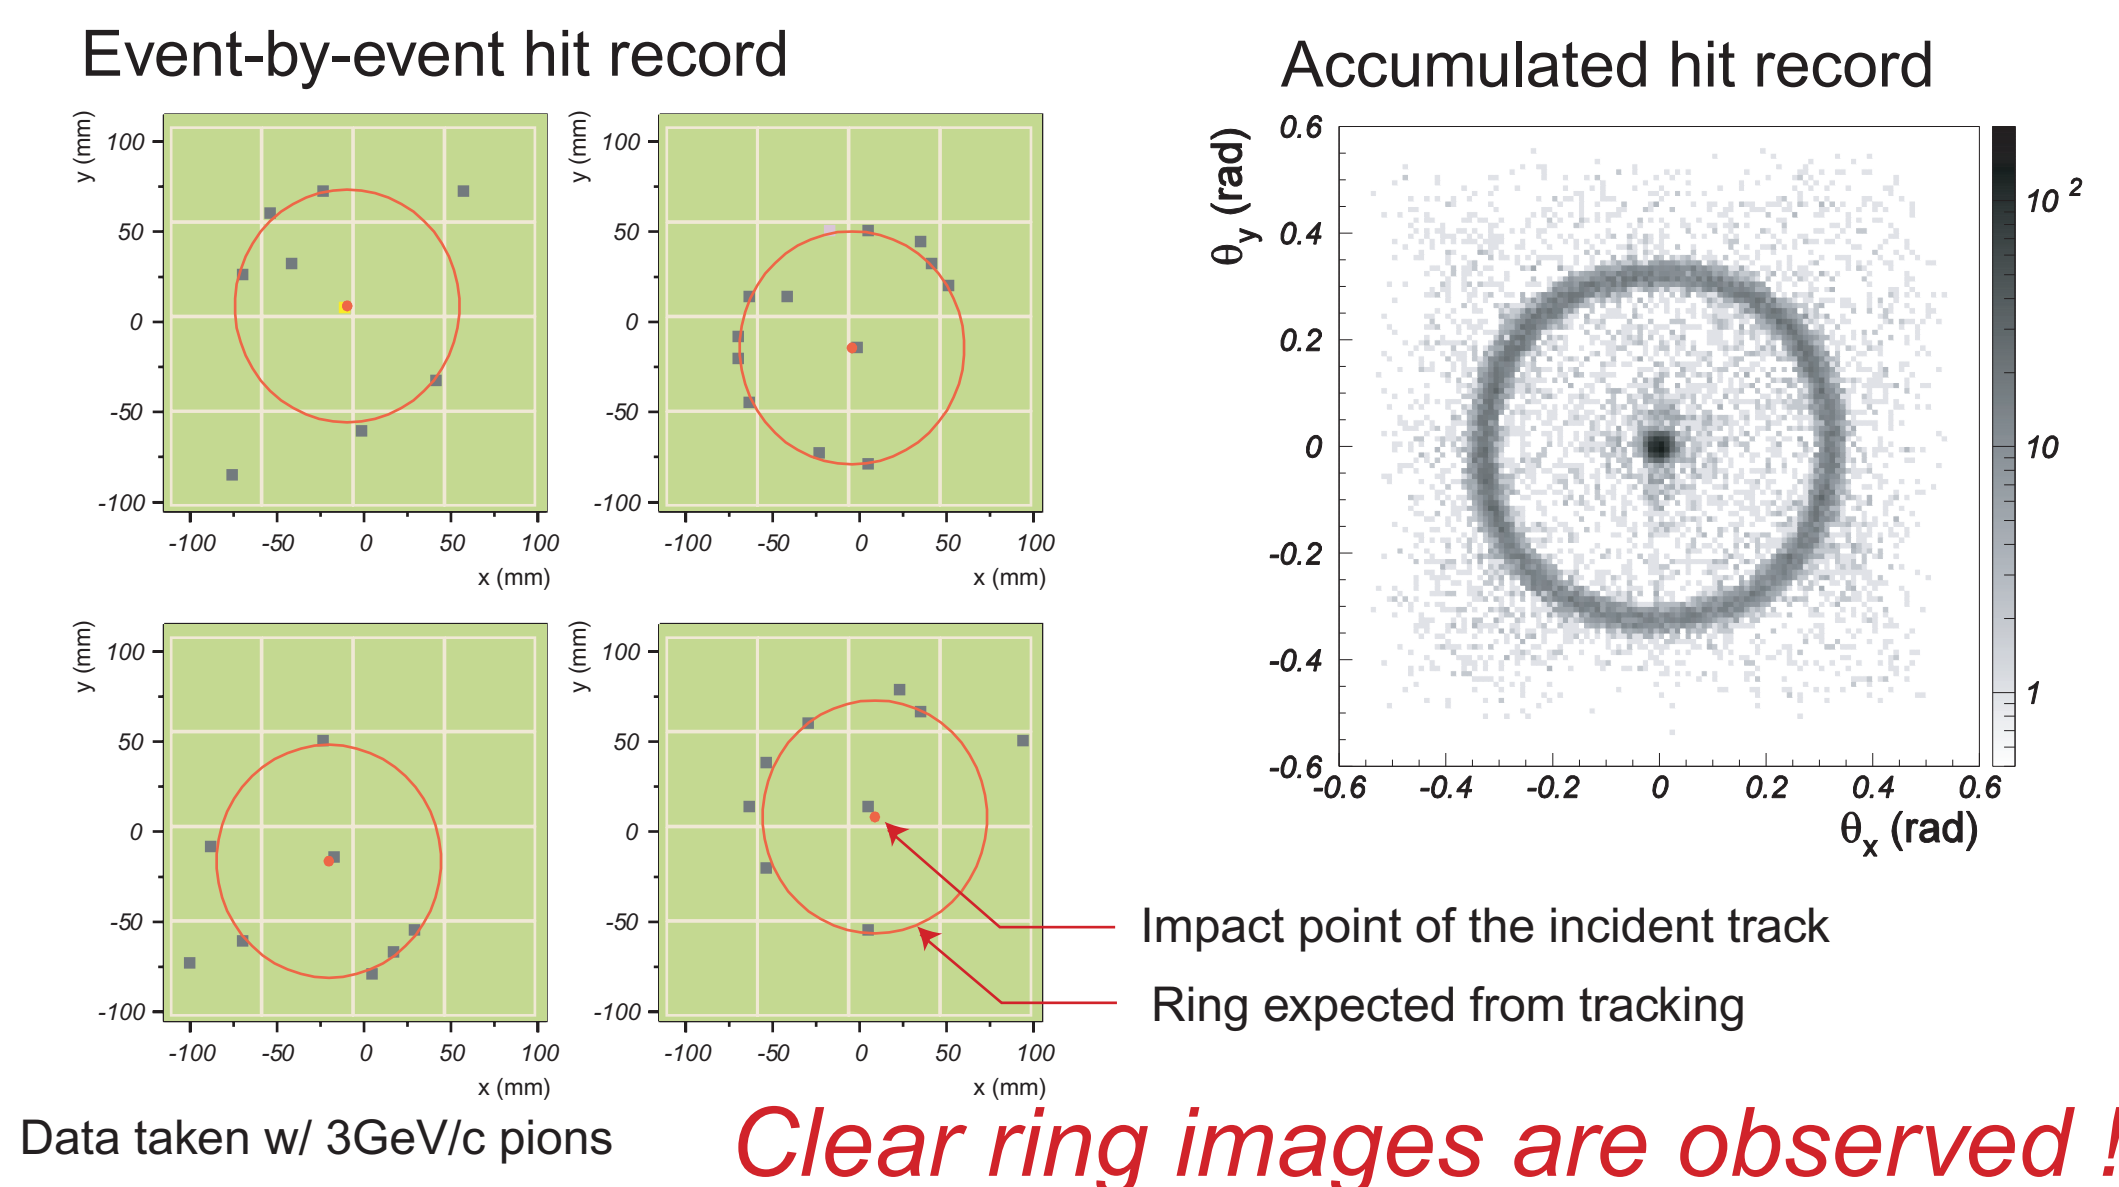 Event-by-event hit record
Accumulated hit record
y (mm)
100
50
0
-50
-100
-100 -50 0 50 100
x (mm)
y (mm)
100
50
0
-50
-100
-100 -50 0 50 100
x (mm)
y (mm)
100
50
0
-50
-100
-100 -50 0 50 100
x (mm)
y (mm)
100
50
0
-50
-100
-100 -50 0 50 100
x (mm)
θy (rad)
0.6
0.4
0.2
0
-0.2
-0.4
-0.6
-0.6 -0.4 -0.2 0 0.2 0.4 0.6
θx (rad)
10 2
10
1
Impact point of the incident track
Ring expected from tracking
Data taken w/ 3GeV/c pions
Clear ring images are observed !